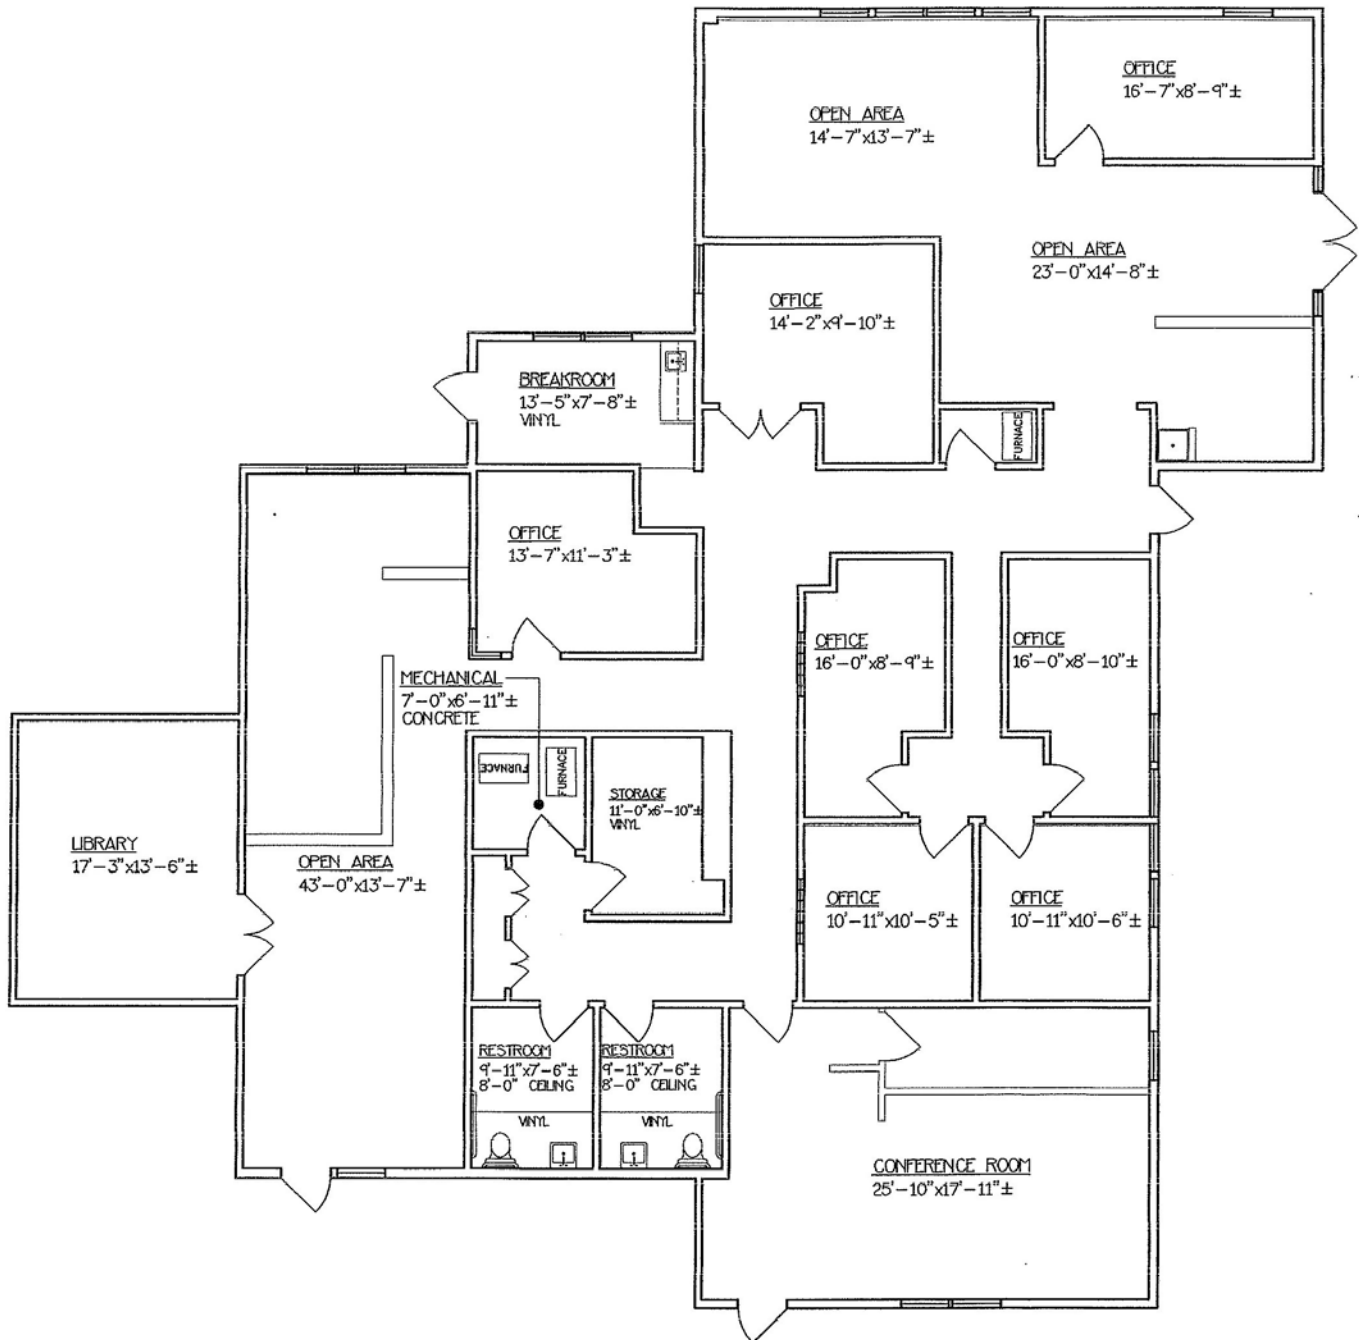 OFFICE
16'-7"x8'-9"±
OPEN AREA
14'-7"x13'-7"±
OPEN AREA
23'-0"x14'-8"±
OFFICE
14'-2"x9'-10"±
BREAKROOM
13'-5"x7'-8"±
VINYL
FURNACE
OFFICE
13'-7"x11'-3"±
OFFICE
16'-0"x8'-9"±
OFFICE
16'-0"x8'-10"±
MECHANICAL
7'-0"x6'-11"±
CONCRETE
FURNACE
FURNACE
STORAGE
11'-0"x6'-10"±
VINYL
LIBRARY
17'-3"x13'-6"±
OPEN AREA
43'-0"x13'-7"±
OFFICE
10'-11"x10'-5"±
OFFICE
10'-11"x10'-6"±
RESTROOM
9'-11"x7'-6"±
8'-0" CEILING
VINYL
RESTROOM
9'-11"x7'-6"±
8'-0" CEILING
VINYL
CONFERENCE ROOM
25'-10"x17'-11"±